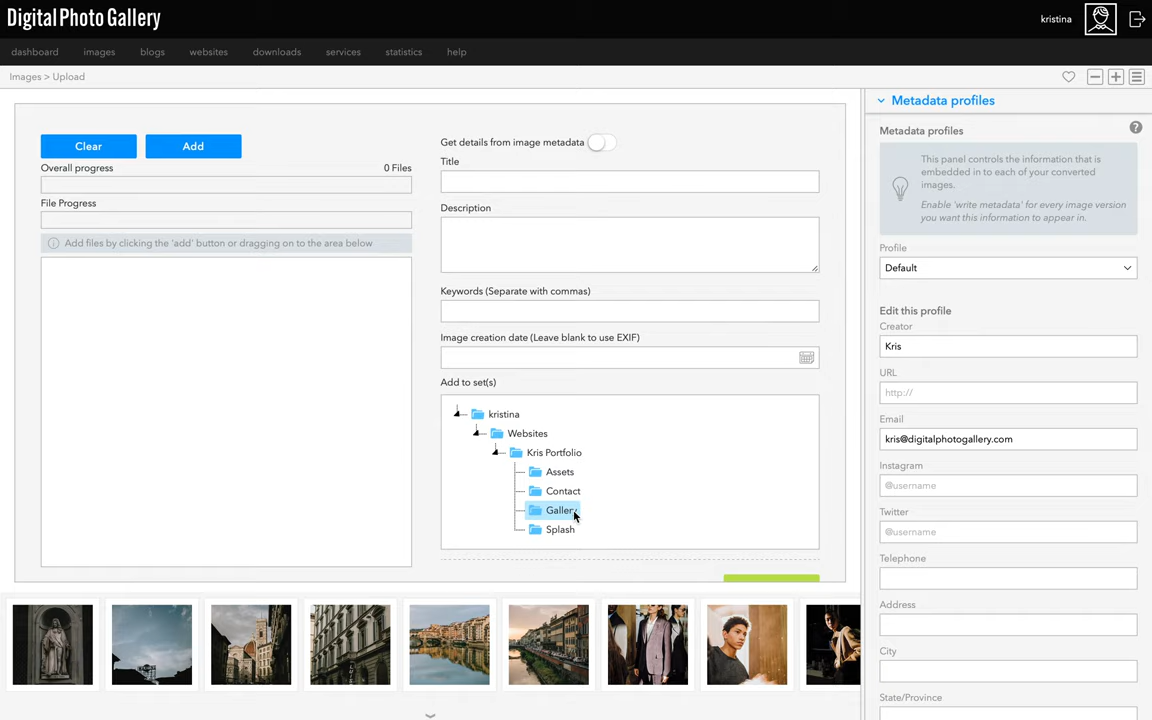 Digital Photo Gallery
kristina
dashboard images blogs websites downloads services statistics help
Images > Upload
Clear
Add
Overall progress
0 Files
File Progress
Add files by clicking the 'add' button or dragging on to the area below
Get details from image metadata
Title
Description
Keywords (Separate with commas)
Image creation date (Leave blank to use EXIF)
Add to set(s)
kristina
Websites
Kris Portfolio
Assets
Contact
Gallery
Splash
Metadata profiles
Metadata profiles
?
This panel controls the information that is
embedded in to each of your converted
images.
Enable 'write metadata' for every image version
you want this information to appear in.
Profile
Default
Edit this profile
Creator
Kris
URL
http://
Email
kris@digitalphotogallery.com
Instagram
@username
Twitter
@username
Telephone
Address
City
State/Province